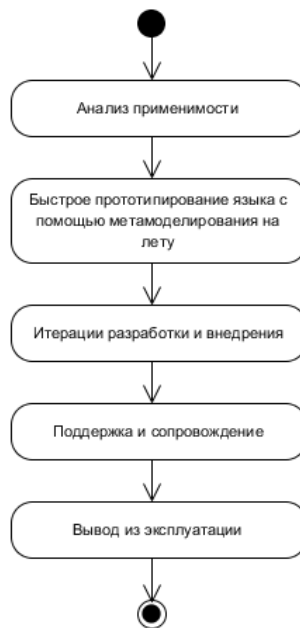 Анализ применимости
Быстрое прототипирование языка с
помощью метамоделирования на
лету
Итерации разработки и внедрения
Поддержка и сопровождение
Вывод из эксплуатации